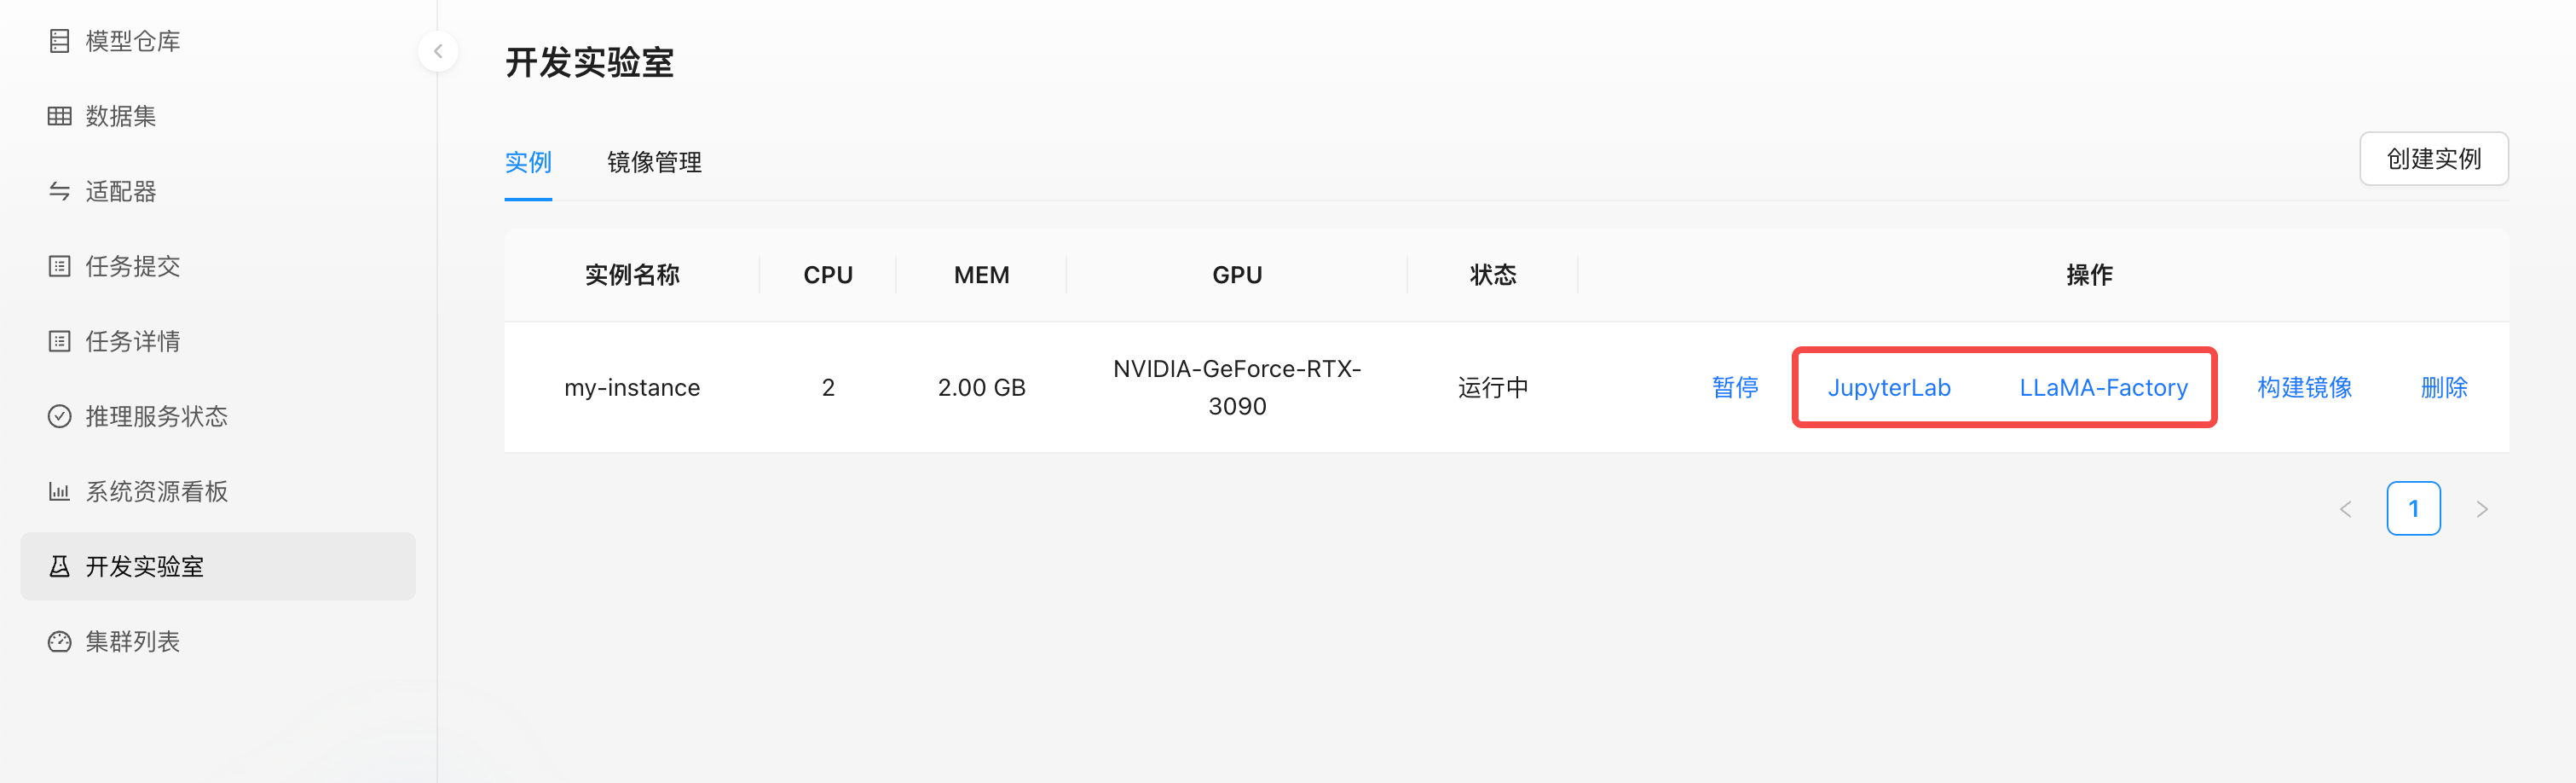 模型仓库
数据集
适配器
任务提交
任务详情
推理服务状态
系统资源看板
开发实验室
集群列表
开发实验室
实例 镜像管理 创建实例
实例名称 CPU MEM GPU 状态 操作
my-instance 2 2.00 GB NVIDIA-GeForce-RTX- 运行中 暂停 JupyterLab LLaMA-Factory 构建镜像 删除
3090
1